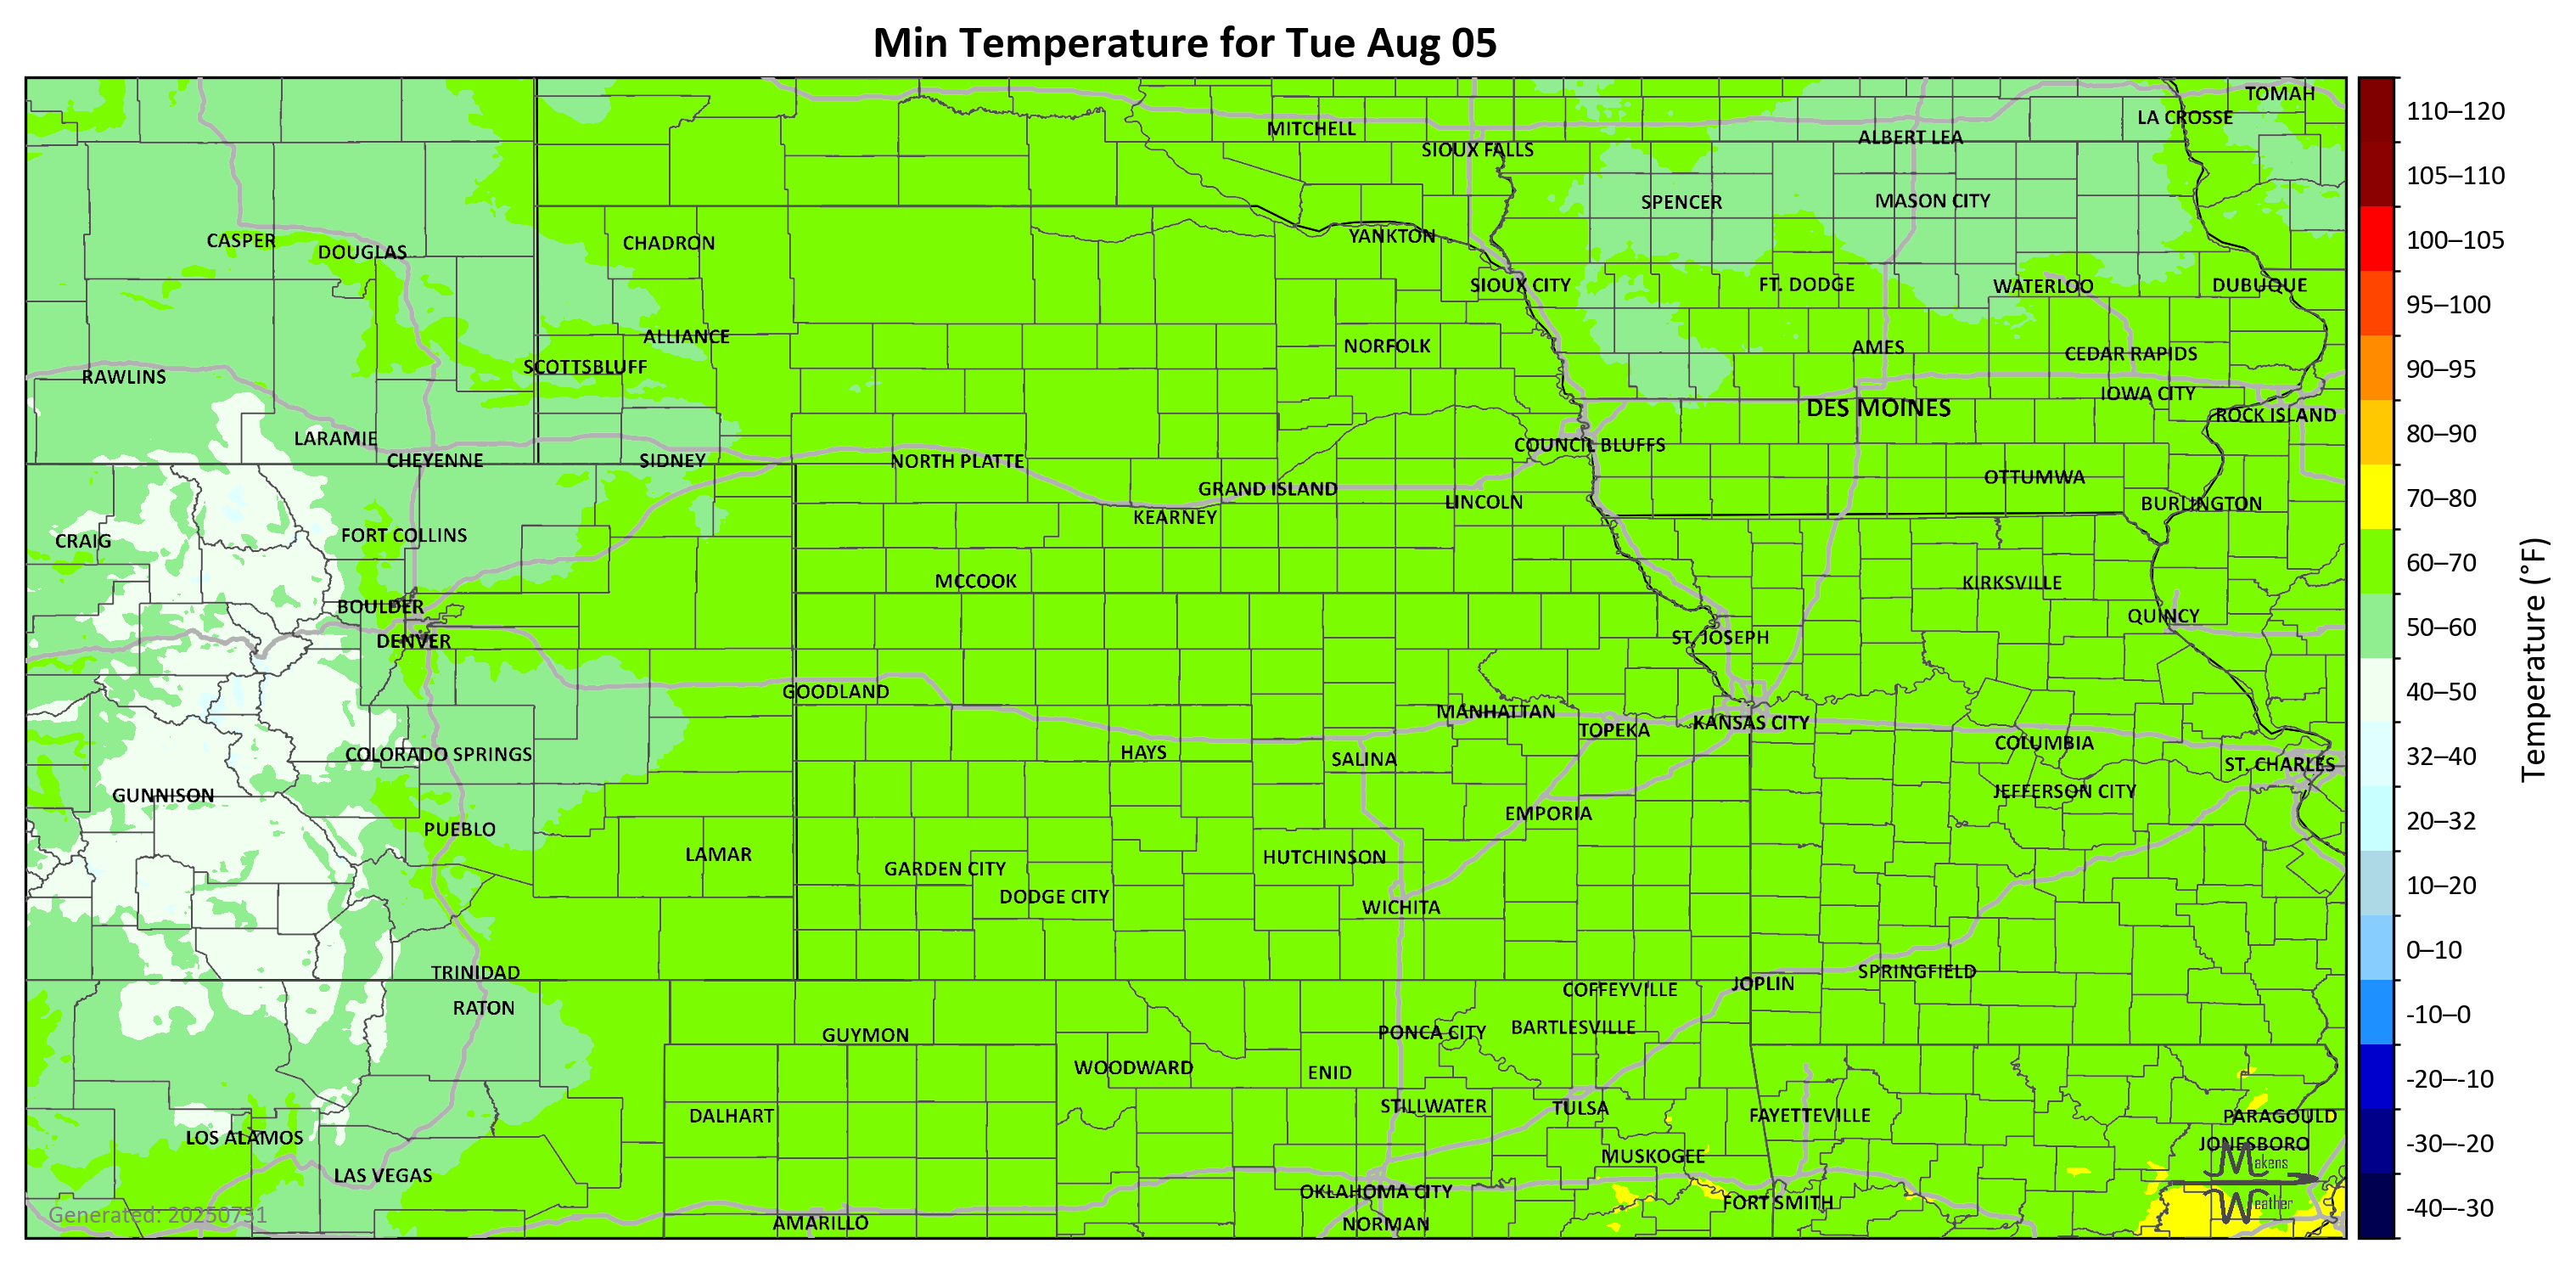 Min Temperature for Tue Aug 05
TOMAH
LA CROSSE
MITCHELL
ALBERT LEA
SIOUX FALLS
SPENCER
MASON CITY
CASPER
DOUGLAS
CHADRON
YANKTON
SIOUX CITY
FT. DODGE
WATERLOO
DUBUQUE
ALLIANCE
NORFOLK
AMES
CEDAR RAPIDS
SCOTTSBLUFF
RAWLINS
IOWA CITY
DES MOINES
ROCK ISLAND
LARAMIE
COUNCIL BLUFFS
CHEYENNE
SIDNEY
NORTH PLATTE
OTTUMWA
GRAND ISLAND
LINCOLN
BURLINGTON
KEARNEY
FORT COLLINS
CRAIG
MCCOOK
KIRKSVILLE
BOULDER
QUINCY
DENVER
ST. JOSEPH
GOODLAND
MANHATTAN
KANSAS CITY
TOPEKA
COLUMBIA
COLORADO SPRINGS
HAYS
SALINA
ST. CHARLES
GUNNISON
JEFFERSON CITY
EMPORIA
PUEBLO
LAMAR
HUTCHINSON
GARDEN CITY
DODGE CITY
WICHITA
TRINIDAD
SPRINGFIELD
JOPLIN
COFFEYVILLE
RATON
BARTLESVILLE
GUYMON
PONCA CITY
WOODWARD
ENID
STILLWATER
TULSA
DALHART
FAYETTEVILLE
PARAGOULD
LOS ALAMOS
JONESBORO
MUSKOGEE
LAS VEGAS
OKLAHOMA CITY
FORT SMITH
AMARILLO
NORMAN
Generated: 20250731
Makens
Weather
110–120
105–110
100–105
95–100
90–95
80–90
70–80
60–70
50–60
40–50
32–40
20–32
10–20
0–10
-10–0
-20–-10
-30–-20
-40–-30
Temperature (°F)